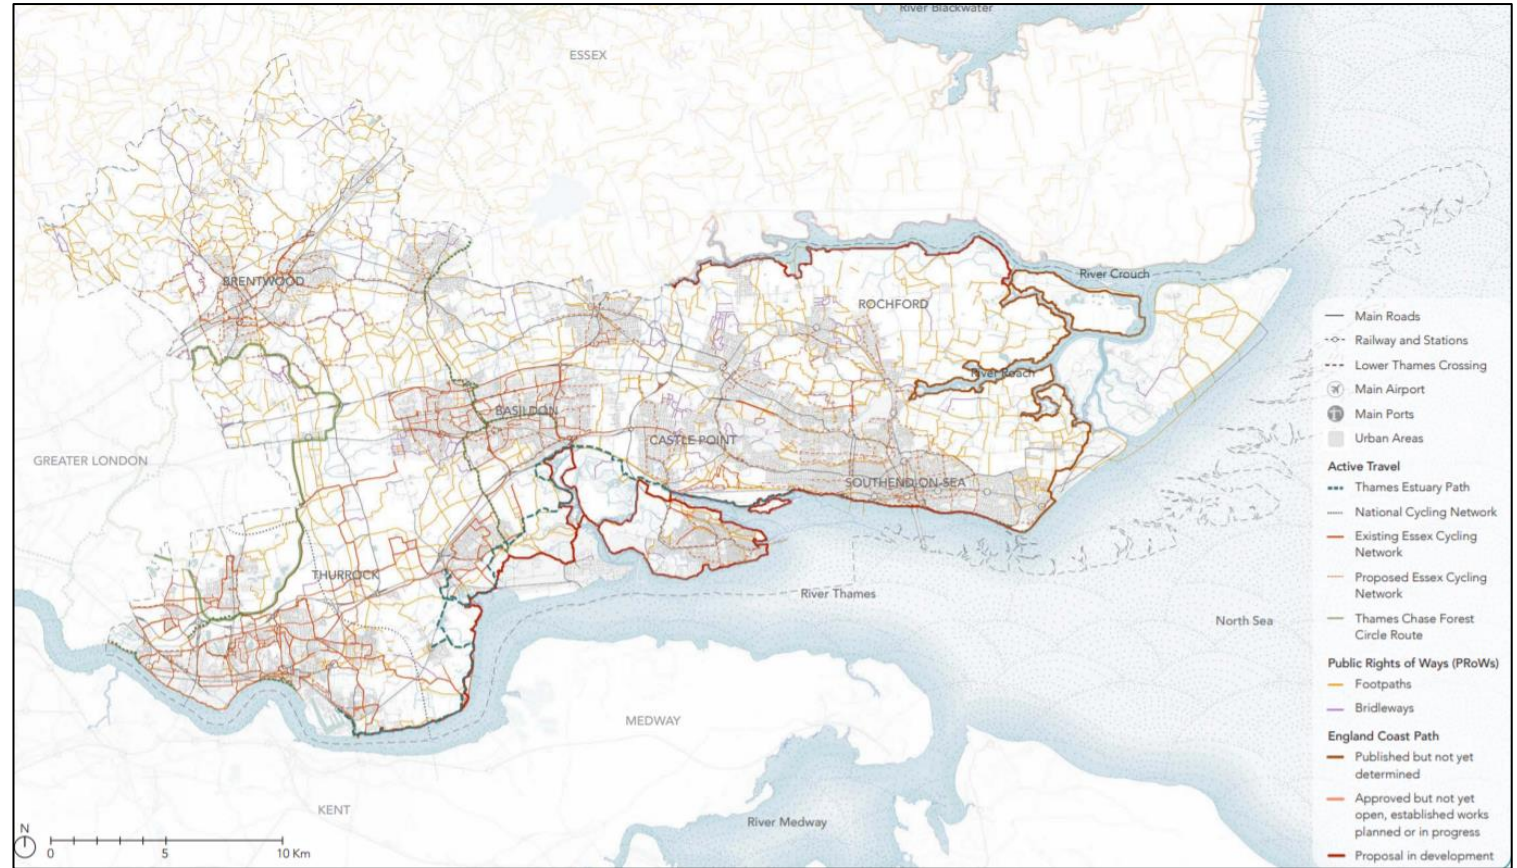 River Blackwater
ESSEX
River Crouch
BRENTWOOD
ROCHFORD
River Roach
BASILDON
CASTLE POINT
GREATER LONDON
SOUTHEND-ON-SEA
THURROCK
River Thames
North Sea
MEDWAY
KENT
River Medway
N
0 5 10 Km
Main Roads
Railway and Stations
Lower Thames Crossing
Main Airport
Main Ports
Urban Areas
Active Travel
Thames Estuary Path
National Cycling Network
Existing Essex Cycling
Network
Proposed Essex Cycling
Network
Thames Chase Forest
Circle Route
Public Rights of Ways (PRoWs)
Footpaths
Bridleways
England Coast Path
Published but not yet
determined
Approved but not yet
open, established works
planned or in progress
Proposal in development